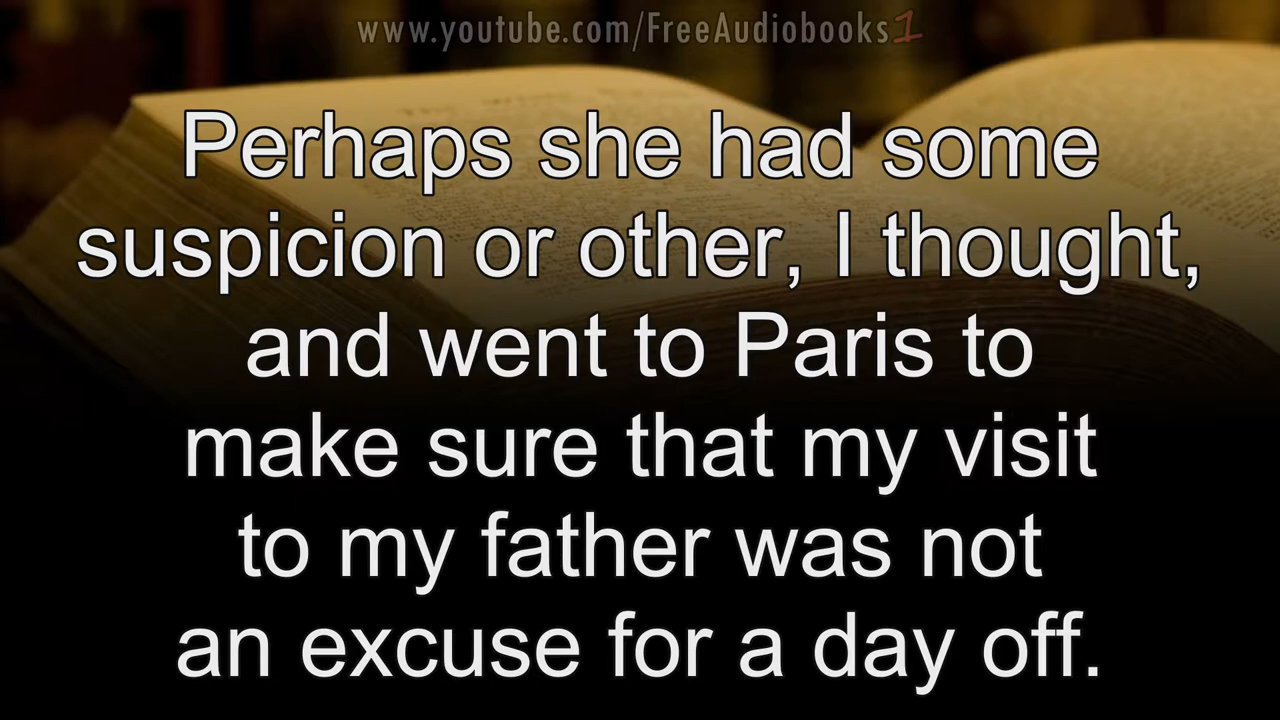 www.youtube.com/FreeAudiobooks1
Perhaps she had some
suspicion or other, I thought,
and went to Paris to
make sure that my visit
to my father was not
an excuse for a day off.